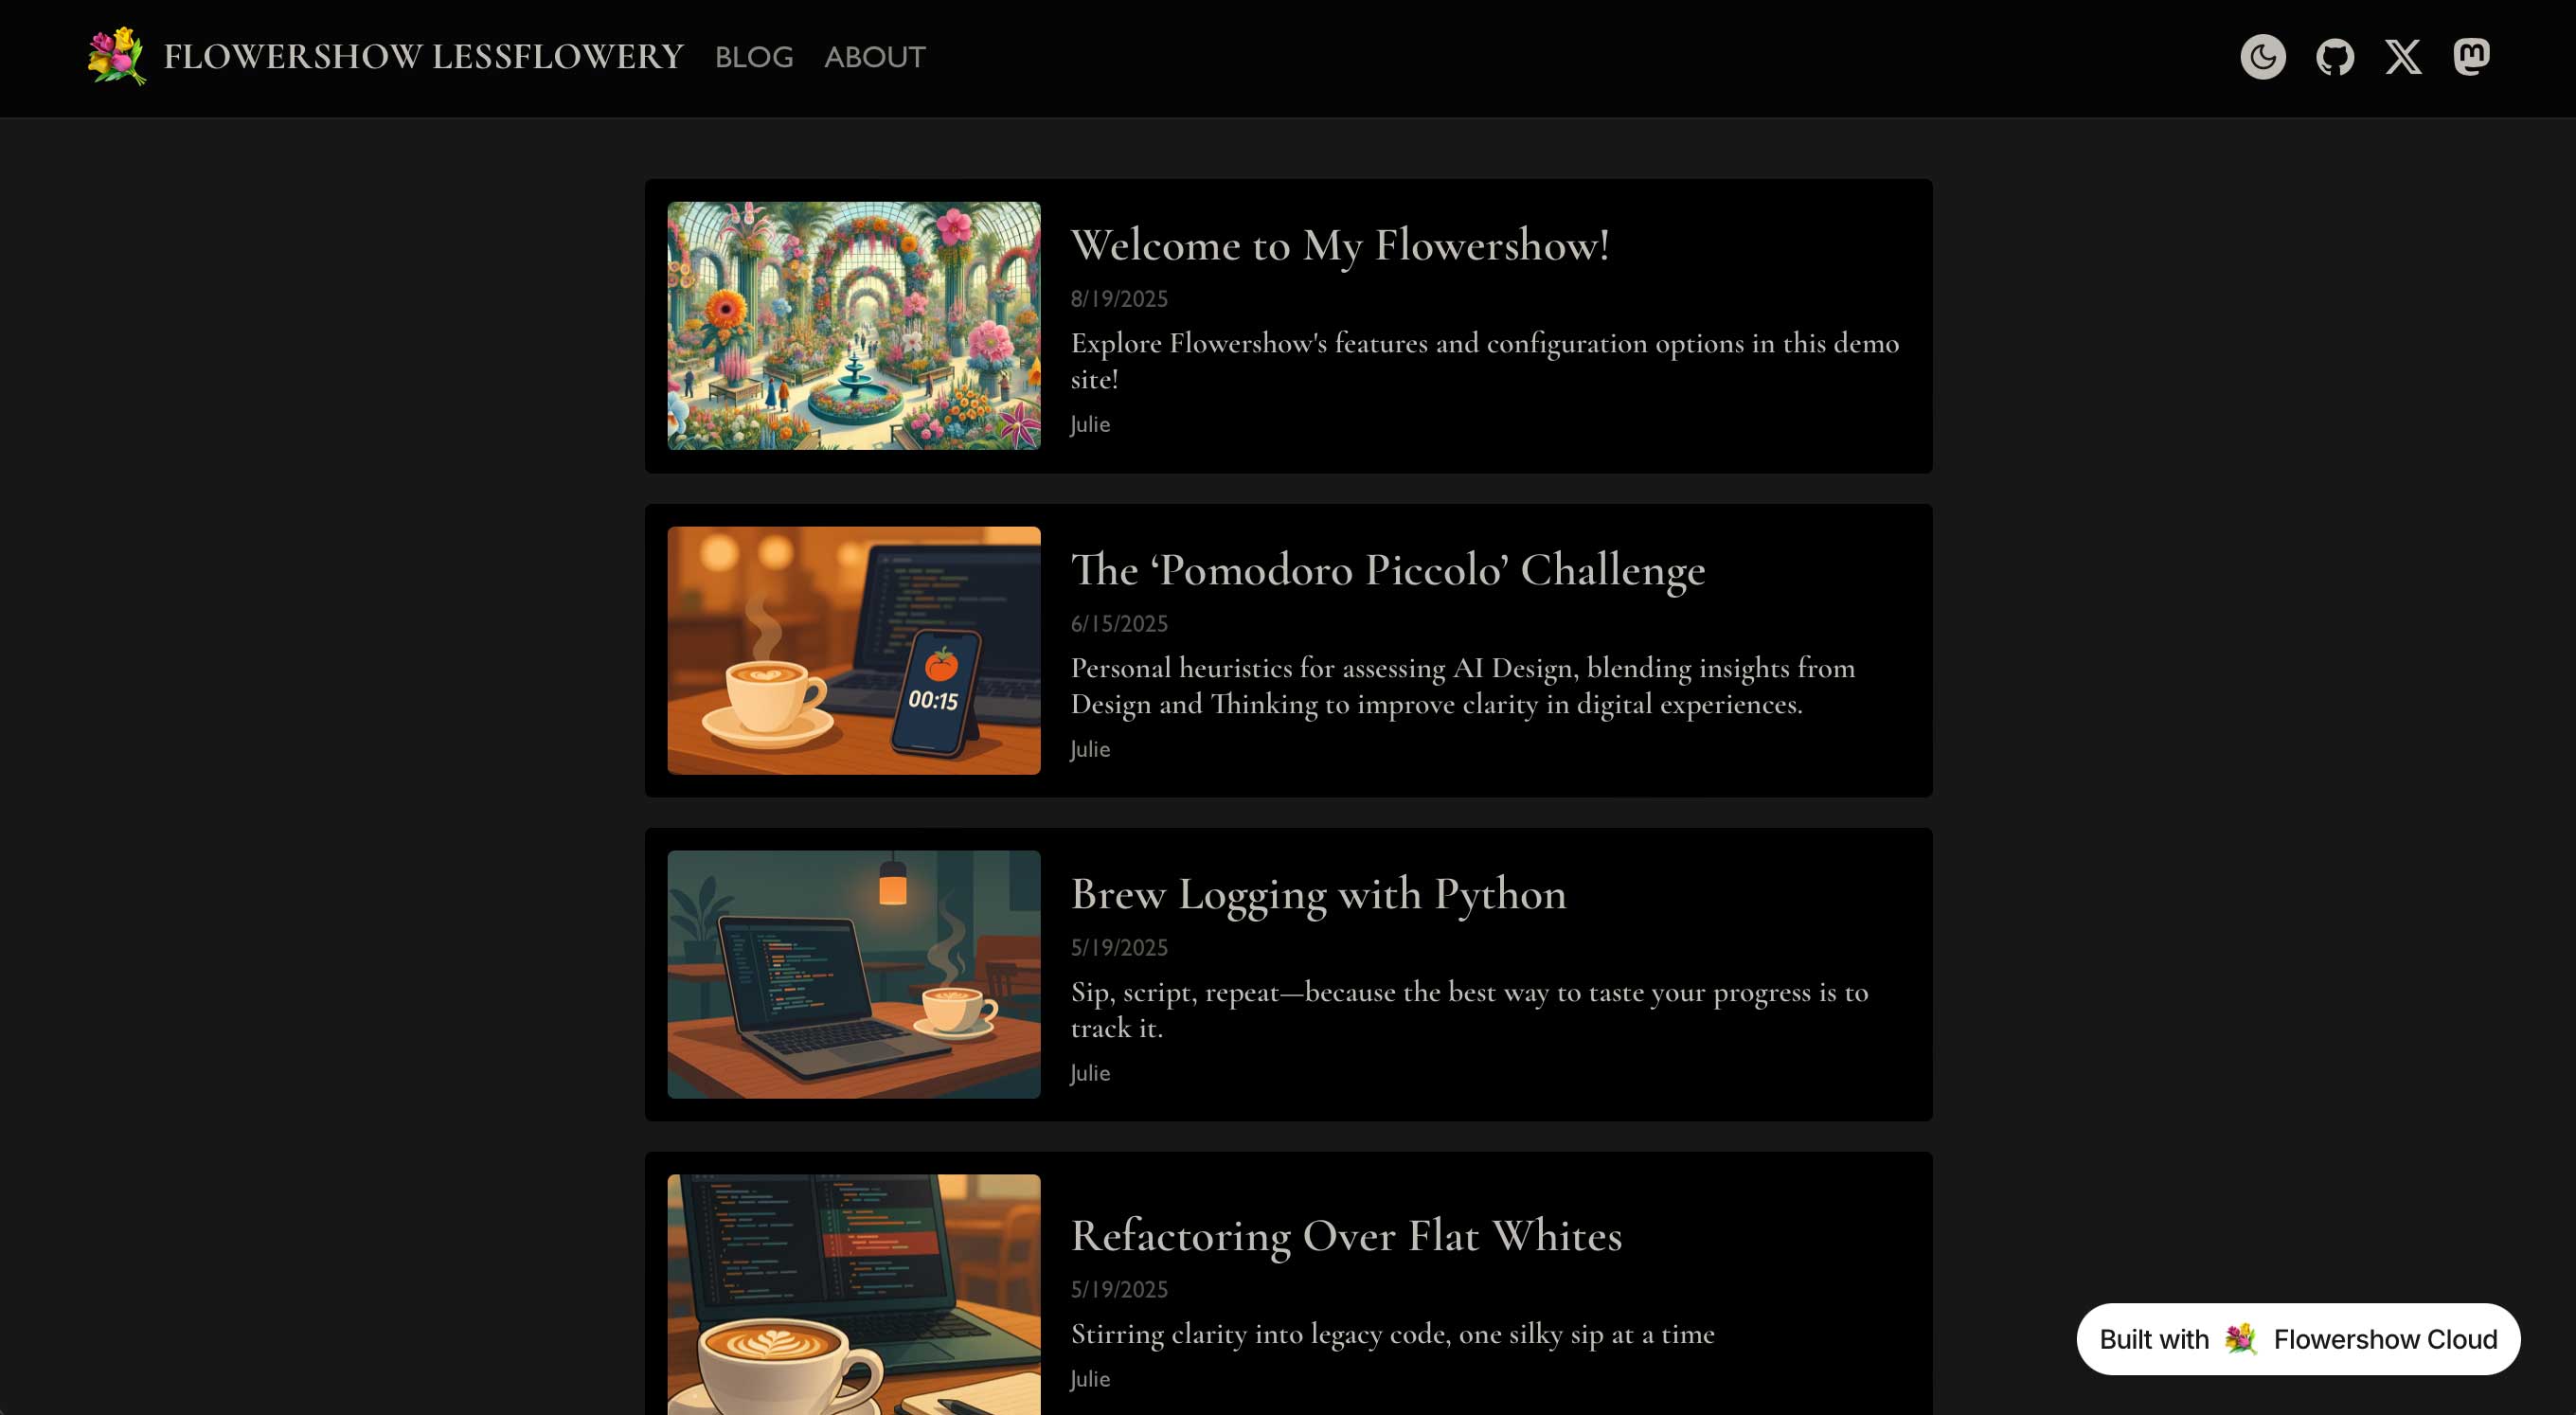 FLOWERSHOW LESSFLOWERY BLOG ABOUT
Welcome to My Flowershow!
8/19/2025
Explore Flowershow's features and configuration options in this demo
site!
Julie
00:15
The ‘Pomodoro Piccolo’ Challenge
6/15/2025
Personal heuristics for assessing AI Design, blending insights from
Design and Thinking to improve clarity in digital experiences.
Julie
Brew Logging with Python
5/19/2025
Sip, script, repeat—because the best way to taste your progress is to
track it.
Julie
Refactoring Over Flat Whites
5/19/2025
Stirring clarity into legacy code, one silky sip at a time
Julie
Built with Flowershow Cloud